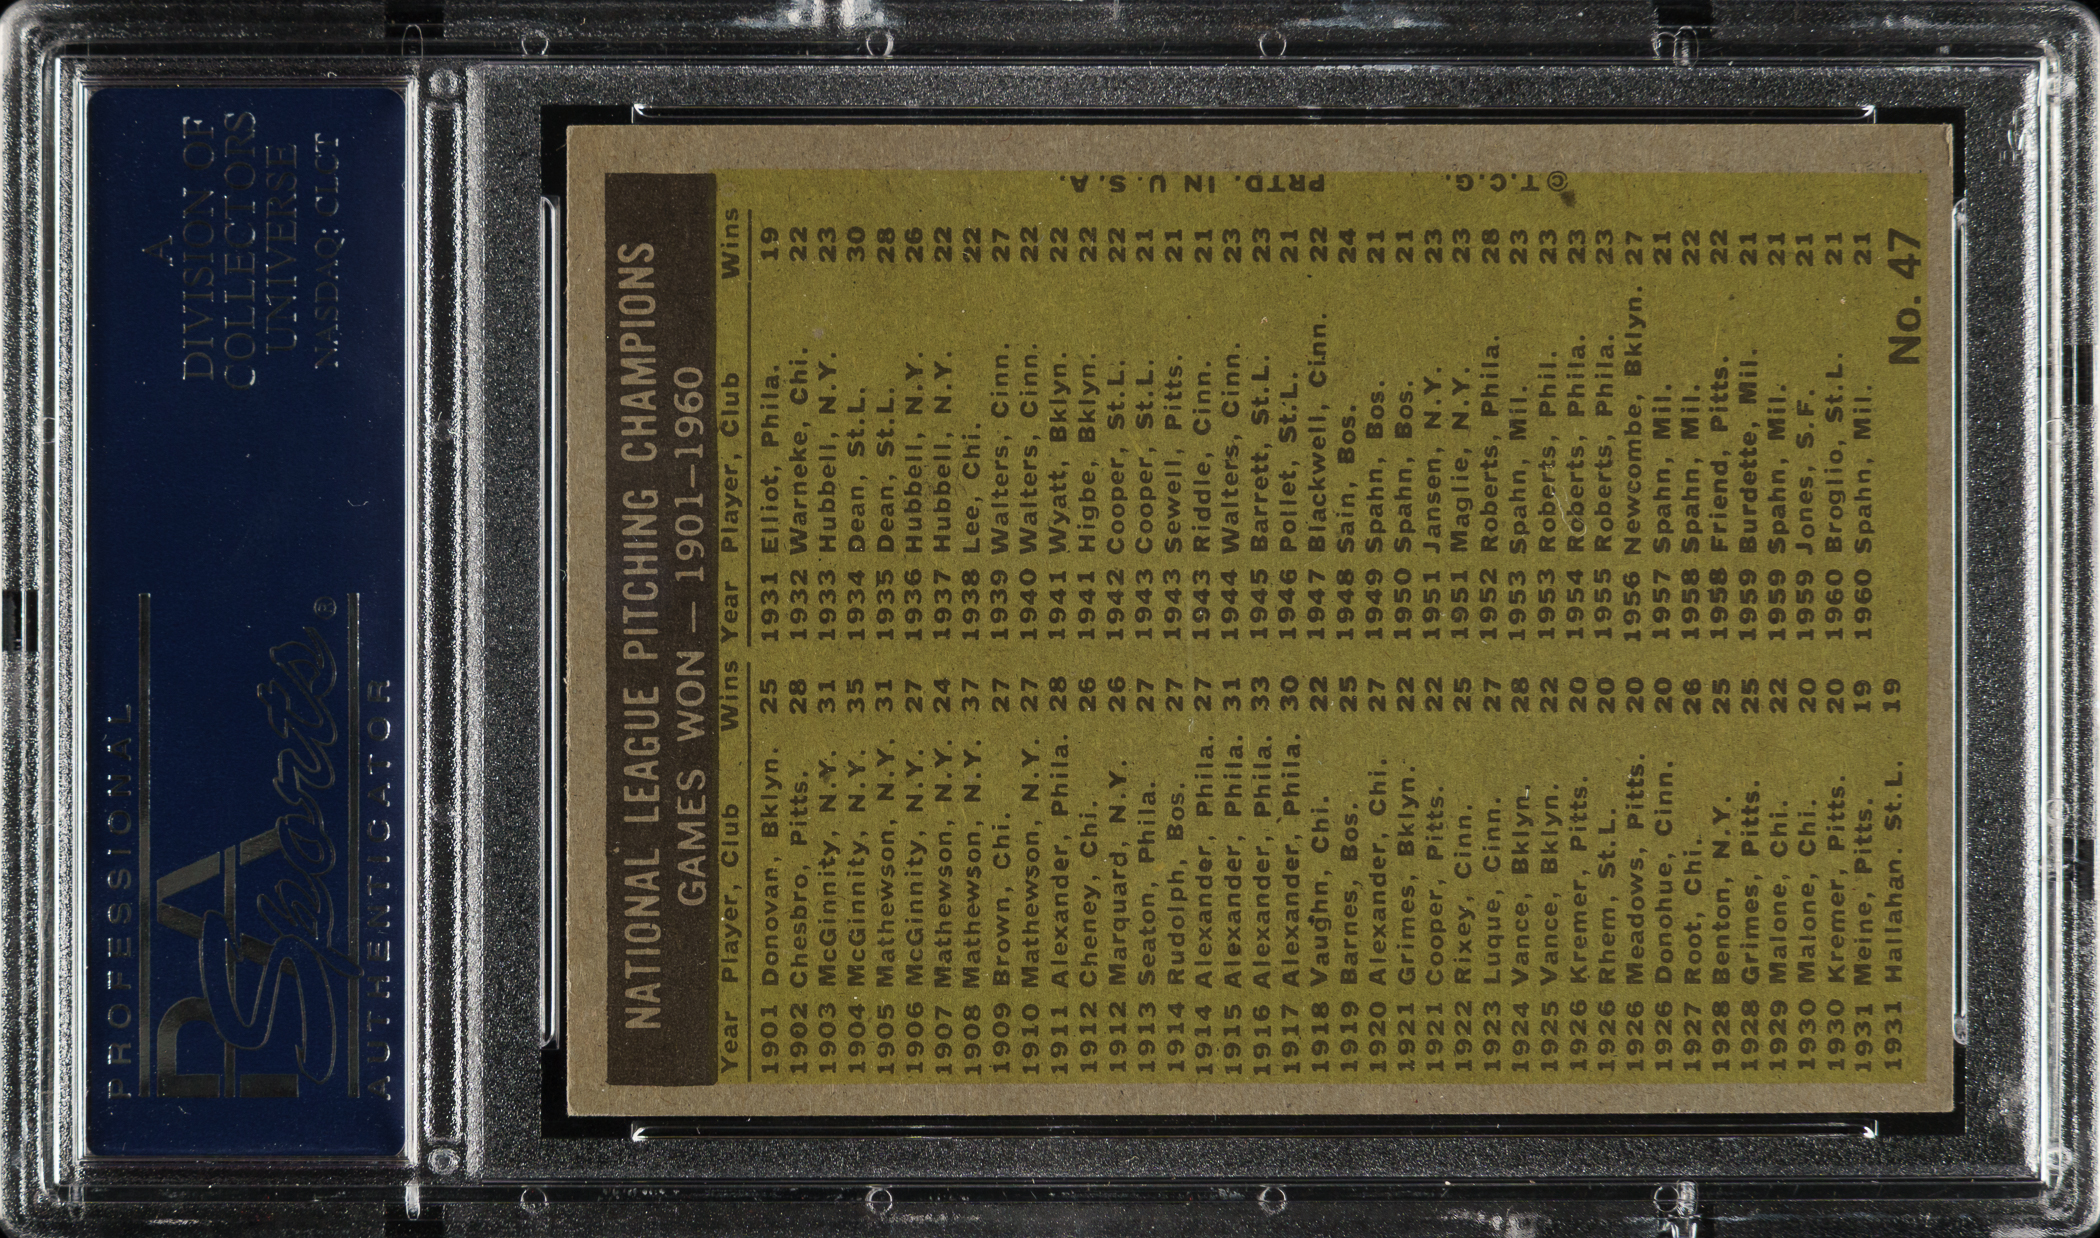 A
DIVISION OF
COLLECTORS
UNIVERSE
NASDAQ: CLCT
PROFESSIONAL
PSA
Sports®
AUTHENTICATOR
NATIONAL LEAGUE PITCHING CHAMPIONS
GAMES WON — 1901–1960
Year Player, Club Wins
1901 Donovan, Bklyn. 25
1902 Chesbro, Pitts. 28
1903 McGinnity, N.Y. 31
1904 McGinnity, N.Y. 35
1905 Mathewson, N.Y. 31
1906 McGinnity, N.Y. 27
1907 Mathewson, N.Y. 24
1908 Mathewson, N.Y. 37
1909 Brown, Chi. 27
1910 Mathewson, N.Y. 27
1911 Alexander, Phila. 28
1912 Cheney, Chi. 26
1912 Marquard, N.Y. 26
1913 Seaton, Phila. 27
1914 Rudolph, Bos. 27
1914 Alexander, Phila. 27
1915 Alexander, Phila. 31
1916 Alexander, Phila. 33
1917 Alexander, Phila. 30
1918 Vaughn, Chi. 22
1919 Barnes, Bos. 25
1920 Alexander, Chi. 27
1921 Grimes, Bklyn. 22
1921 Cooper, Pitts. 22
1922 Rixey, Cinn. 25
1923 Luque, Cinn. 27
1924 Vance, Bklyn. 28
1925 Vance, Bklyn. 22
1926 Kremer, Pitts. 20
1926 Rhem, St.L. 20
1926 Meadows, Pitts. 20
1926 Donohue, Cinn. 20
1927 Root, Chi. 26
1928 Benton, N.Y. 25
1928 Grimes, Pitts. 25
1929 Malone, Chi. 22
1930 Malone, Chi. 20
1930 Kremer, Pitts. 20
1931 Meine, Pitts. 19
1931 Hallahan. St.L. 19
Year Player, Club Wins
1931 Elliot, Phila. 19
1932 Warneke, Chi. 22
1933 Hubbell, N.Y. 23
1934 Dean, St.L. 30
1935 Dean, St.L. 28
1936 Hubbell, N.Y. 26
1937 Hubbell, N.Y. 22
1938 Lee, Chi. 22
1939 Walters, Cinn. 27
1940 Walters, Cinn. 22
1941 Wyatt, Bklyn. 22
1941 Higbe, Bklyn. 22
1942 Cooper, St.L. 22
1943 Cooper, St.L. 21
1943 Sewell, Pitts. 21
1943 Riddle, Cinn. 21
1944 Walters, Cinn. 23
1945 Barrett, St.L. 23
1946 Pollet, St.L. 21
1947 Blackwell, Cinn. 22
1948 Sain, Bos. 24
1949 Spahn, Bos. 21
1950 Spahn, Bos. 21
1951 Jansen, N.Y. 23
1951 Maglie, N.Y. 23
1952 Roberts, Phila. 28
1953 Spahn, Mil. 23
1953 Roberts, Phil. 23
1954 Roberts, Phila. 23
1955 Roberts, Phila. 23
1956 Newcombe, Bklyn. 27
1957 Spahn, Mil. 21
1958 Spahn, Mil. 22
1958 Friend, Pitts. 22
1959 Burdette, Mil. 21
1959 Spahn, Mil. 21
1959 Jones, S.F. 21
1960 Broglio, St.L. 21
1960 Spahn, Mil. 21
No. 47
©T.C.G. PRTD. IN U.S.A.